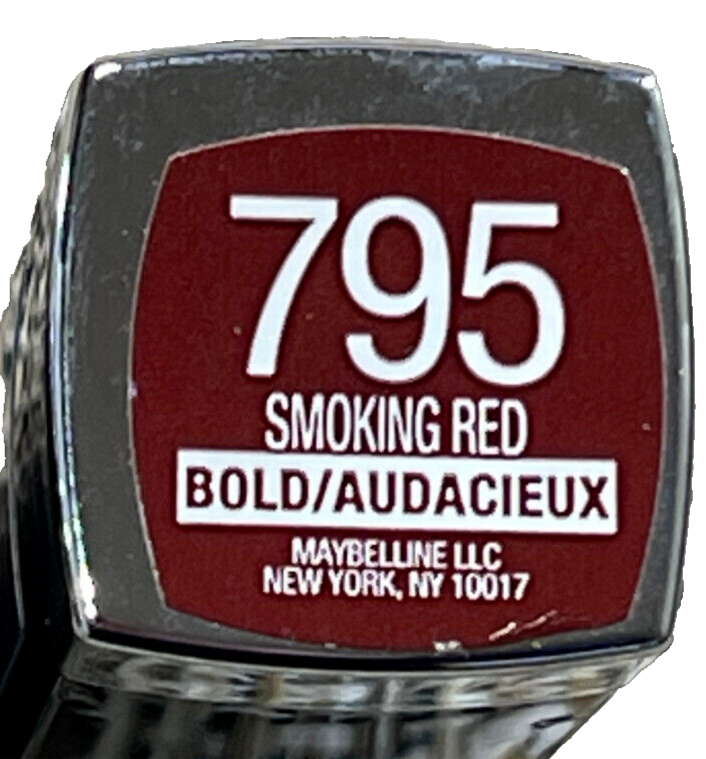 795
SMOKING RED
BOLD/AUDACIEUX
MAYBELLINE LLC
NEW YORK, NY 10017